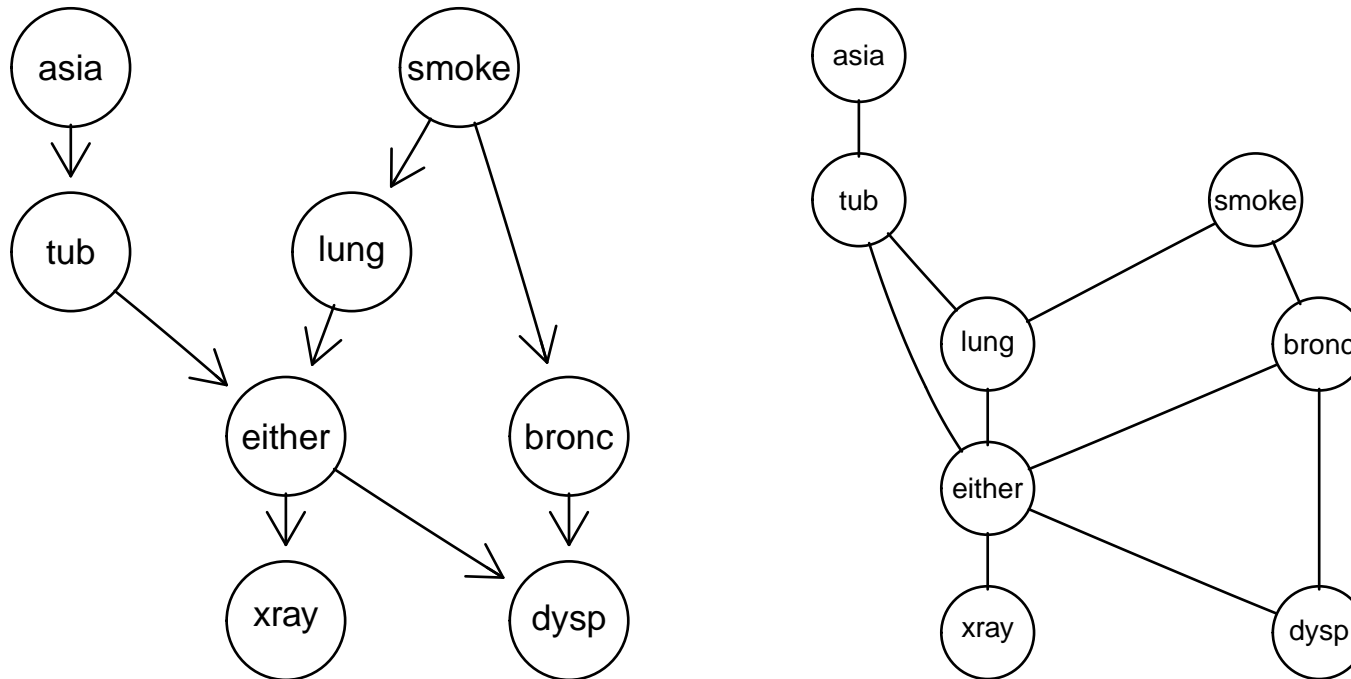 asia
smoke
tub
lung
either
bronc
xray
dysp
asia
tub
smoke
lung
bronc
either
xray
dysp